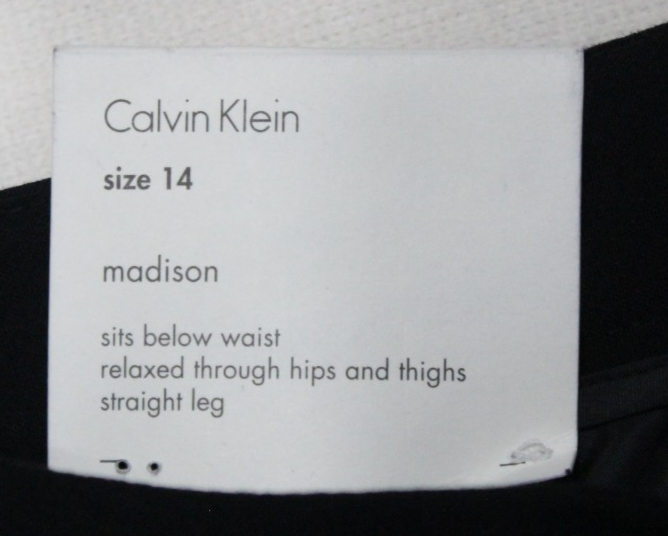 Calvin Klein
size 14
madison
sits below waist
relaxed through hips and thighs
straight leg